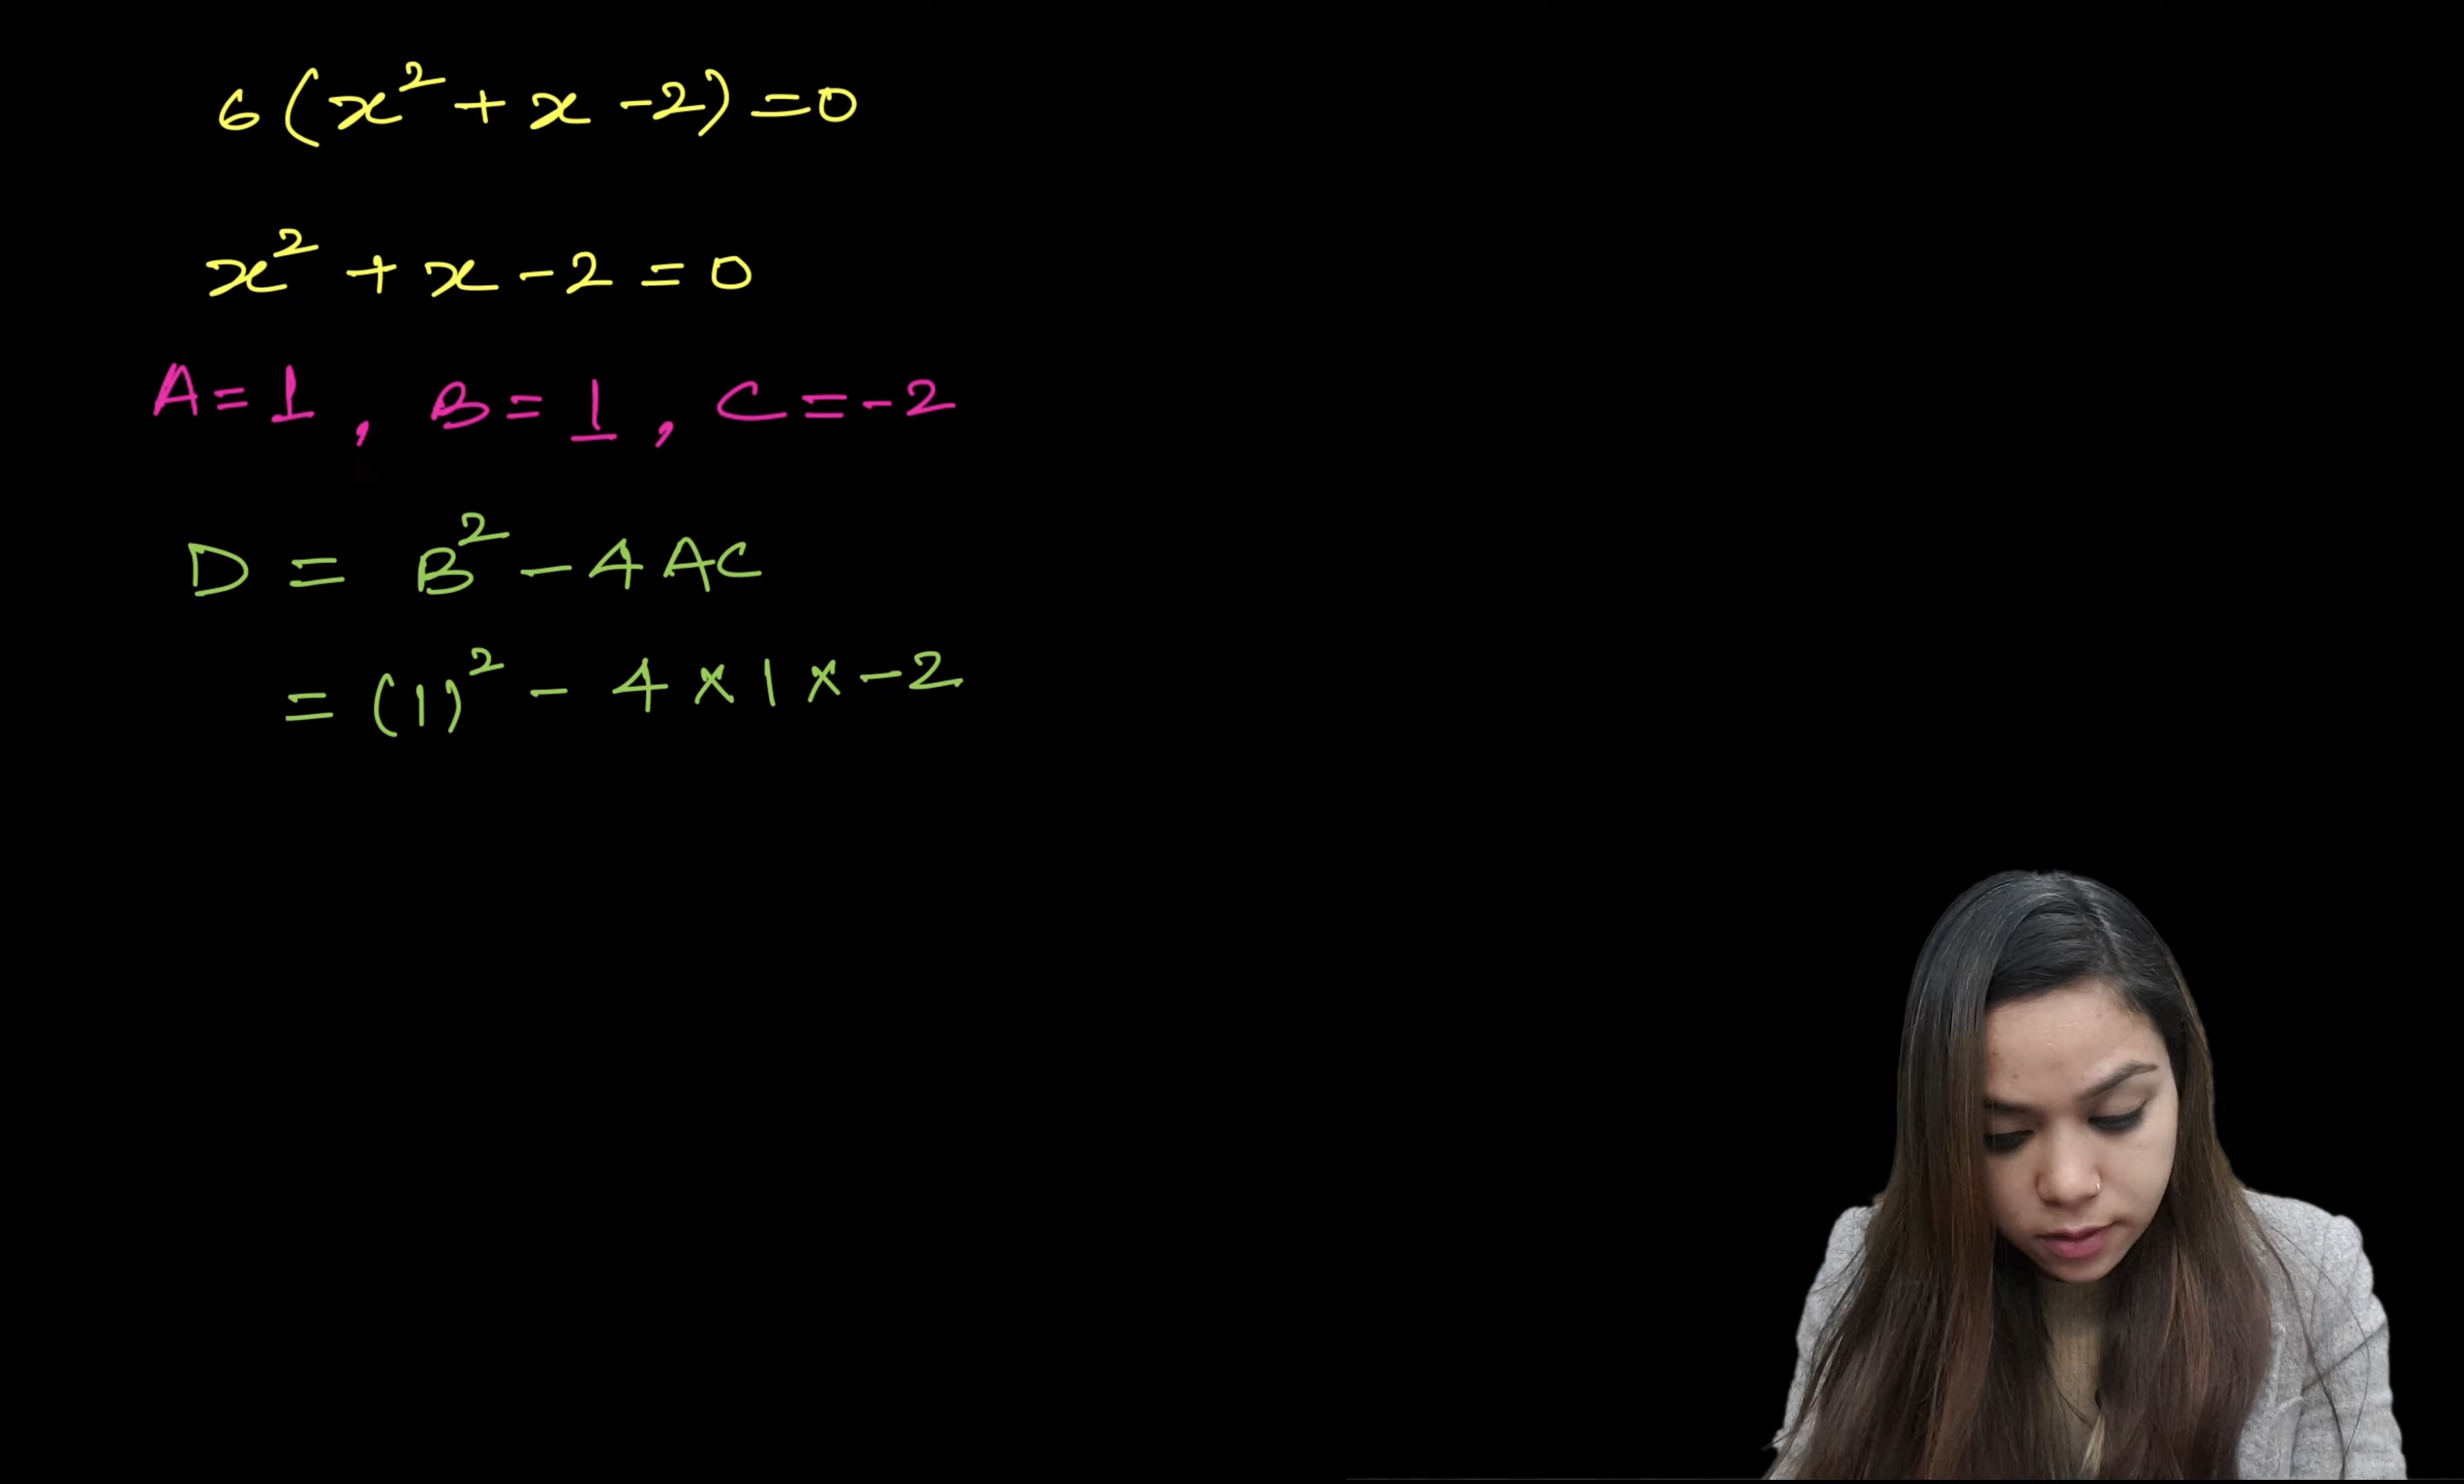 6(x² + x - 2) = 0
x² + x - 2 = 0
A = 1, B = 1, C = -2
D = B² - 4AC
= (1)² - 4 × 1 × -2